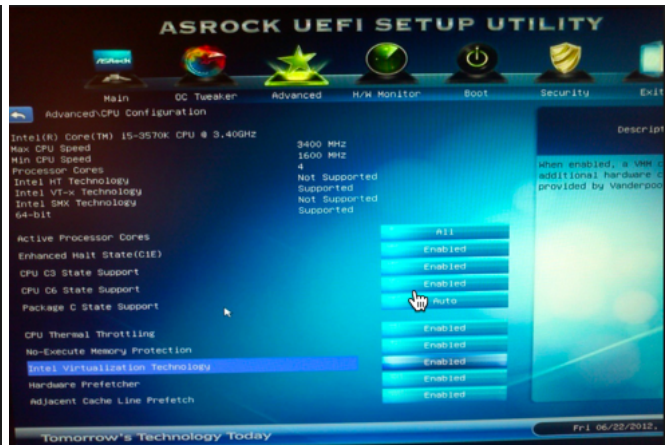 ASROCK UEFI SETUP UTILITY
ASRock
Main OC Tweaker Advanced H/W Monitor Boot Security Exit
Advanced\CPU Configuration
Descript
Intel(R) Core(TM) i5-3570K CPU @ 3.40GHz
Max CPU Speed 3400 MHz
Min CPU Speed 1600 MHz
Processor Cores 4
Intel HT Technology Not Supported
Intel VT-x Technology Supported
Intel SMX Technology Not Supported
64-bit Supported
When enabled, a VMM c
additional hardware c
provided by Vanderpoo
Active Processor Cores All
Enhanced Halt State(C1E) Enabled
CPU C3 State Support Enabled
CPU C6 State Support Enabled
Package C State Support Auto
CPU Thermal Throttling Enabled
No-Execute Memory Protection Enabled
Intel Virtualization Technology Enabled
Hardware Prefetcher Enabled
Adjacent Cache Line Prefetch Enabled
Tomorrow's Technology Today
Fri 06/22/2012,